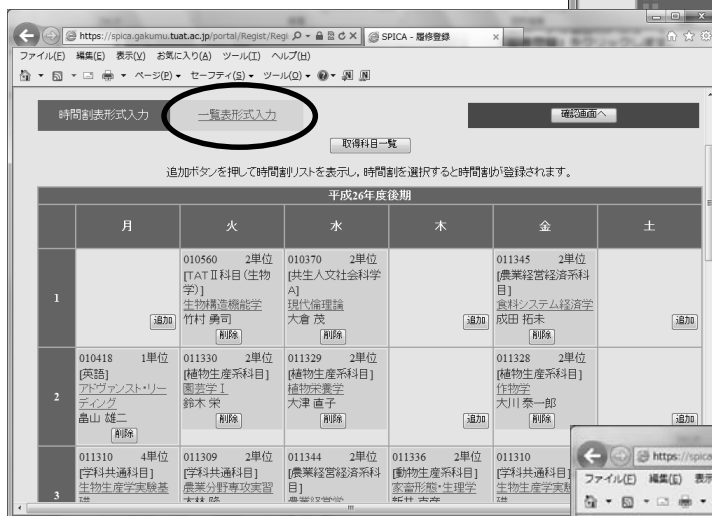 https://spica.gakumu.tuat.ac.jp/portal/Regist/Regi
SPICA - 履修登録
ファイル(F) 編集(E) 表示(V) お気に入り(A) ツール(T) ヘルプ(H)
ページ(P) セーフティ(S) ツール(O)
時間割表形式入力 一覧表形式入力 確認画面へ
取得科目一覧
追加ボタンを押して時間割リストを表示し，時間割を選択すると時間割が登録されます。
平成26年度後期
月 火 水 木 金 土
1
追加
010560 2単位
[TATⅡ科目(生物学)]
生物構造機能学
竹村 勇司
削除
010370 2単位
[共生人文社会科学A]
現代倫理論
大倉 茂
削除
追加
011345 2単位
[農業経営経済系科目]
食料システム経済学
成田 拓未
削除
追加
2
010418 1単位
[英語]
アドヴァンスト・リーディング
畠山 雄二
削除
011330 2単位
[植物生産系科目]
園芸学Ⅰ
鈴木 栄
削除
011329 2単位
[植物生産系科目]
植物栄養学
大津 直子
削除
追加
011328 2単位
[植物生産系科目]
作物学
大川 泰一郎
削除
追加
3
011310 4単位
[学科共通科目]
生物生産学実験基礎
011309 2単位
[学科共通科目]
農業分野専攻実習
011344 2単位
[農業経営経済系科目]
農業経営学
011336 2単位
[動物生産系科目]
家畜形態・生理学
新井 克彦
011310
[学科共通科目]
生物生産学実験
https://spica
ファイル(F) 編集(E) 表示